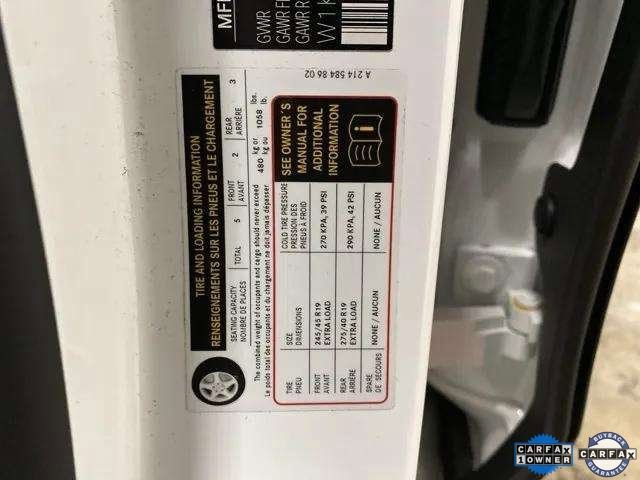 MFD
GVWR
GAWR F
GAWR R
W1K
TIRE AND LOADING INFORMATION
RENSEIGNEMENTS SUR LES PNEUS ET LE CHARGEMENT
SEATING CAPACITY TOTAL 5 FRONT 2 REAR 3
NOMBRE DE PLACES AVANT ARRIÈRE
The combined weight of occupants and cargo should never exceed 480 kg or 1058 lbs.
Le poids total des occupants et du chargement ne doit jamais dépasser kg ou lb.
TIRE SIZE COLD TIRE PRESSURE
PNEU DIMENSIONS PRESSION DES
PNEUS À FROID
FRONT 245/45 R19 270 KPA, 39 PSI
AVANT EXTRA LOAD
REAR 275/40 R19 290 KPA, 42 PSI
ARRIÈRE EXTRA LOAD
SPARE NONE / AUCUN NONE / AUCUN
DE SECOURS
SEE OWNER'S
MANUAL FOR
ADDITIONAL
INFORMATION
A 214 584 86 02
CARFAX
1 OWNER
BUYBACK
CARFAX
GUARANTEE